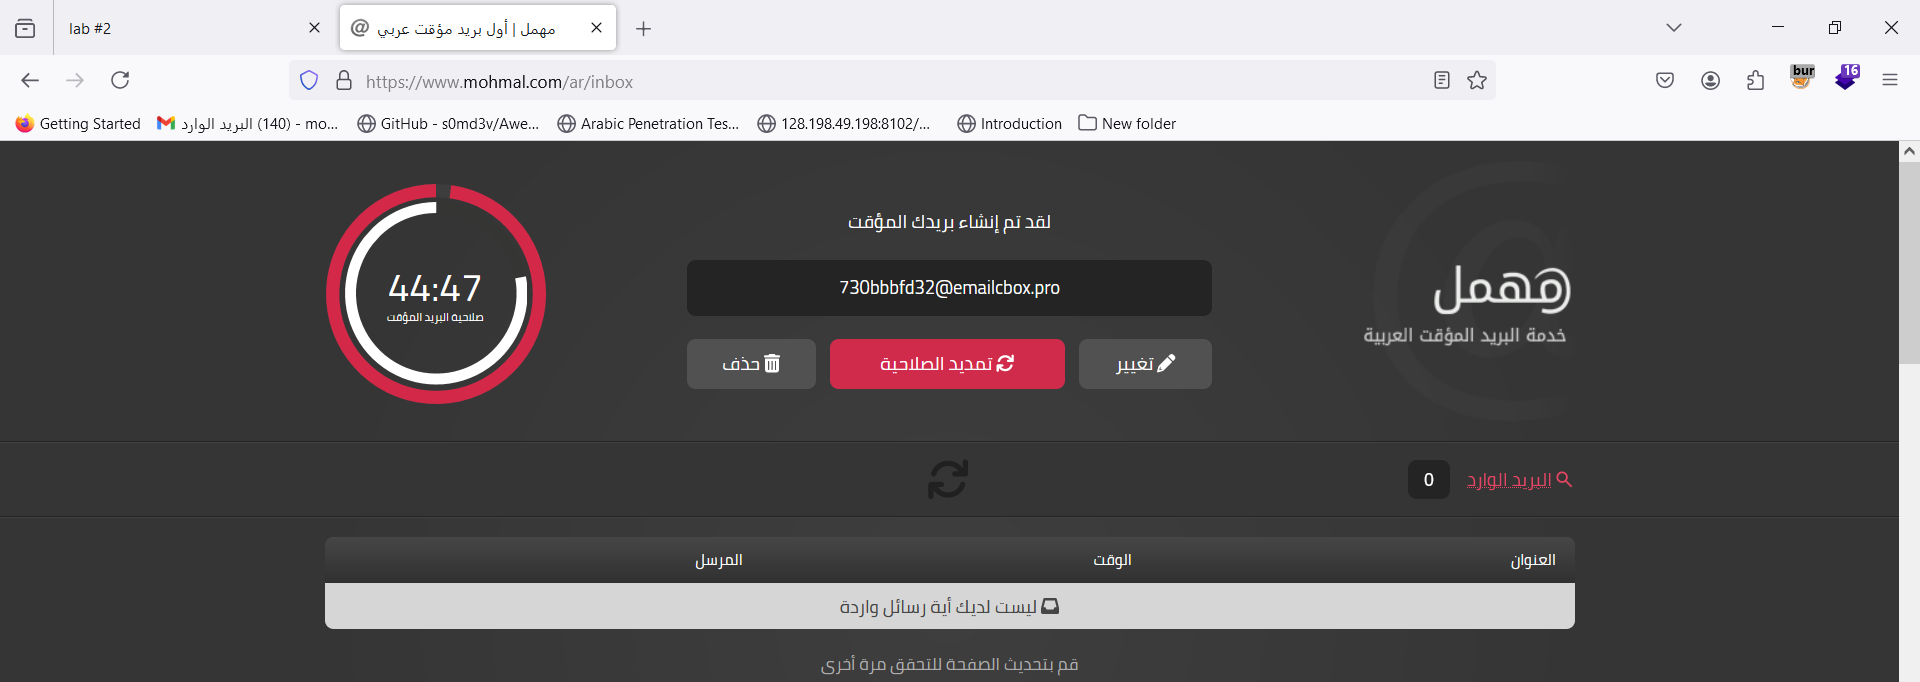 lab #2
مهمل | أول بريد مؤقت عربي
https://www.mohmal.com/ar/inbox
bur
16
Getting Started
البريد الوارد (140) - mo...
GitHub - s0md3v/Awe...
Arabic Penetration Tes...
128.198.49.198:8102/...
Introduction
New folder
44:47
صلاحية البريد المؤقت
لقد تم إنشاء بريدك المؤقت
730bbbfd32@emailcbox.pro
تغيير
تمديد الصلاحية
حذف
مهمل
خدمة البريد المؤقت العربية
البريد الوارد
0
العنوان
الوقت
المرسل
ليست لديك أية رسائل واردة
قم بتحديث الصفحة للتحقق مرة أخرى